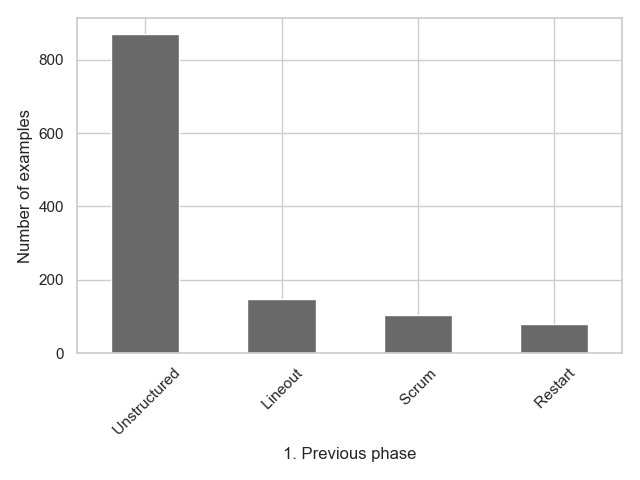 800
600
400
200
0
Number of examples
Unstructured
Lineout
Scrum
Restart
1. Previous phase